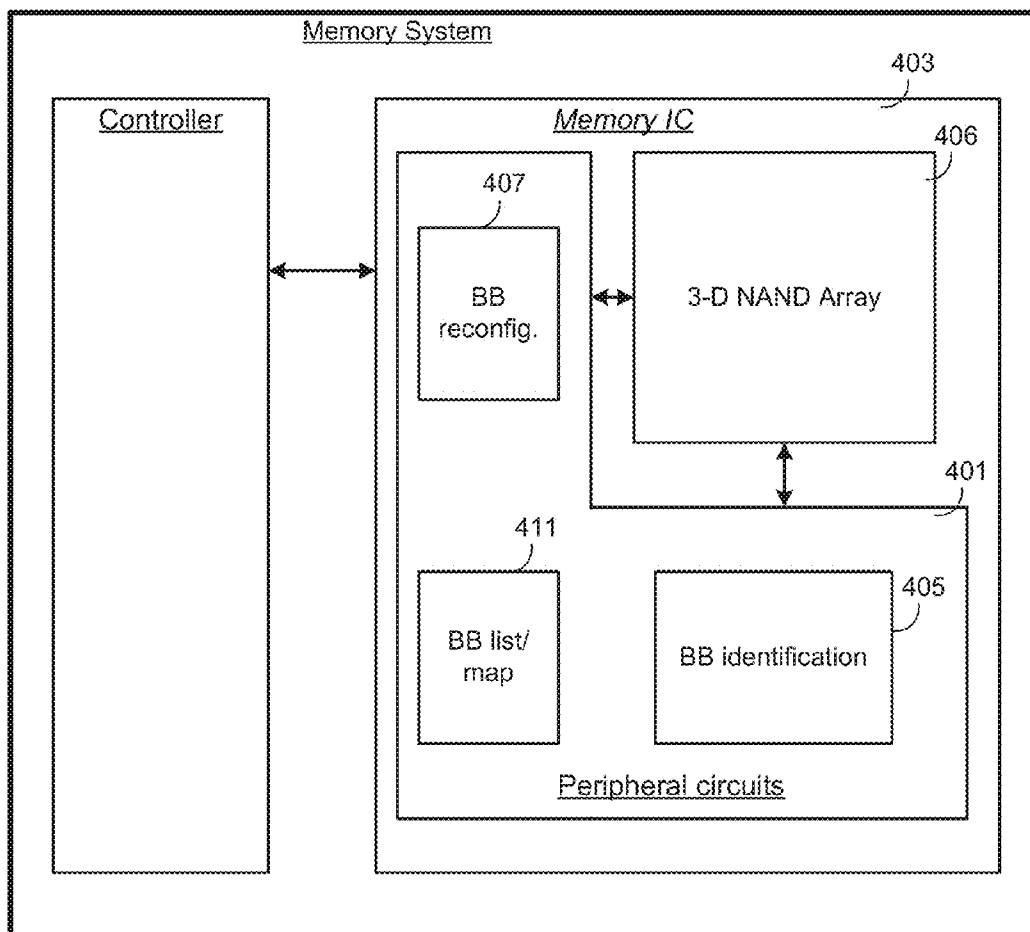 Memory System
403
Controller
Memory IC
406
407
BB
reconfig.
3-D NAND Array
401
411
405
BB list/
map
BB identification
Peripheral circuits